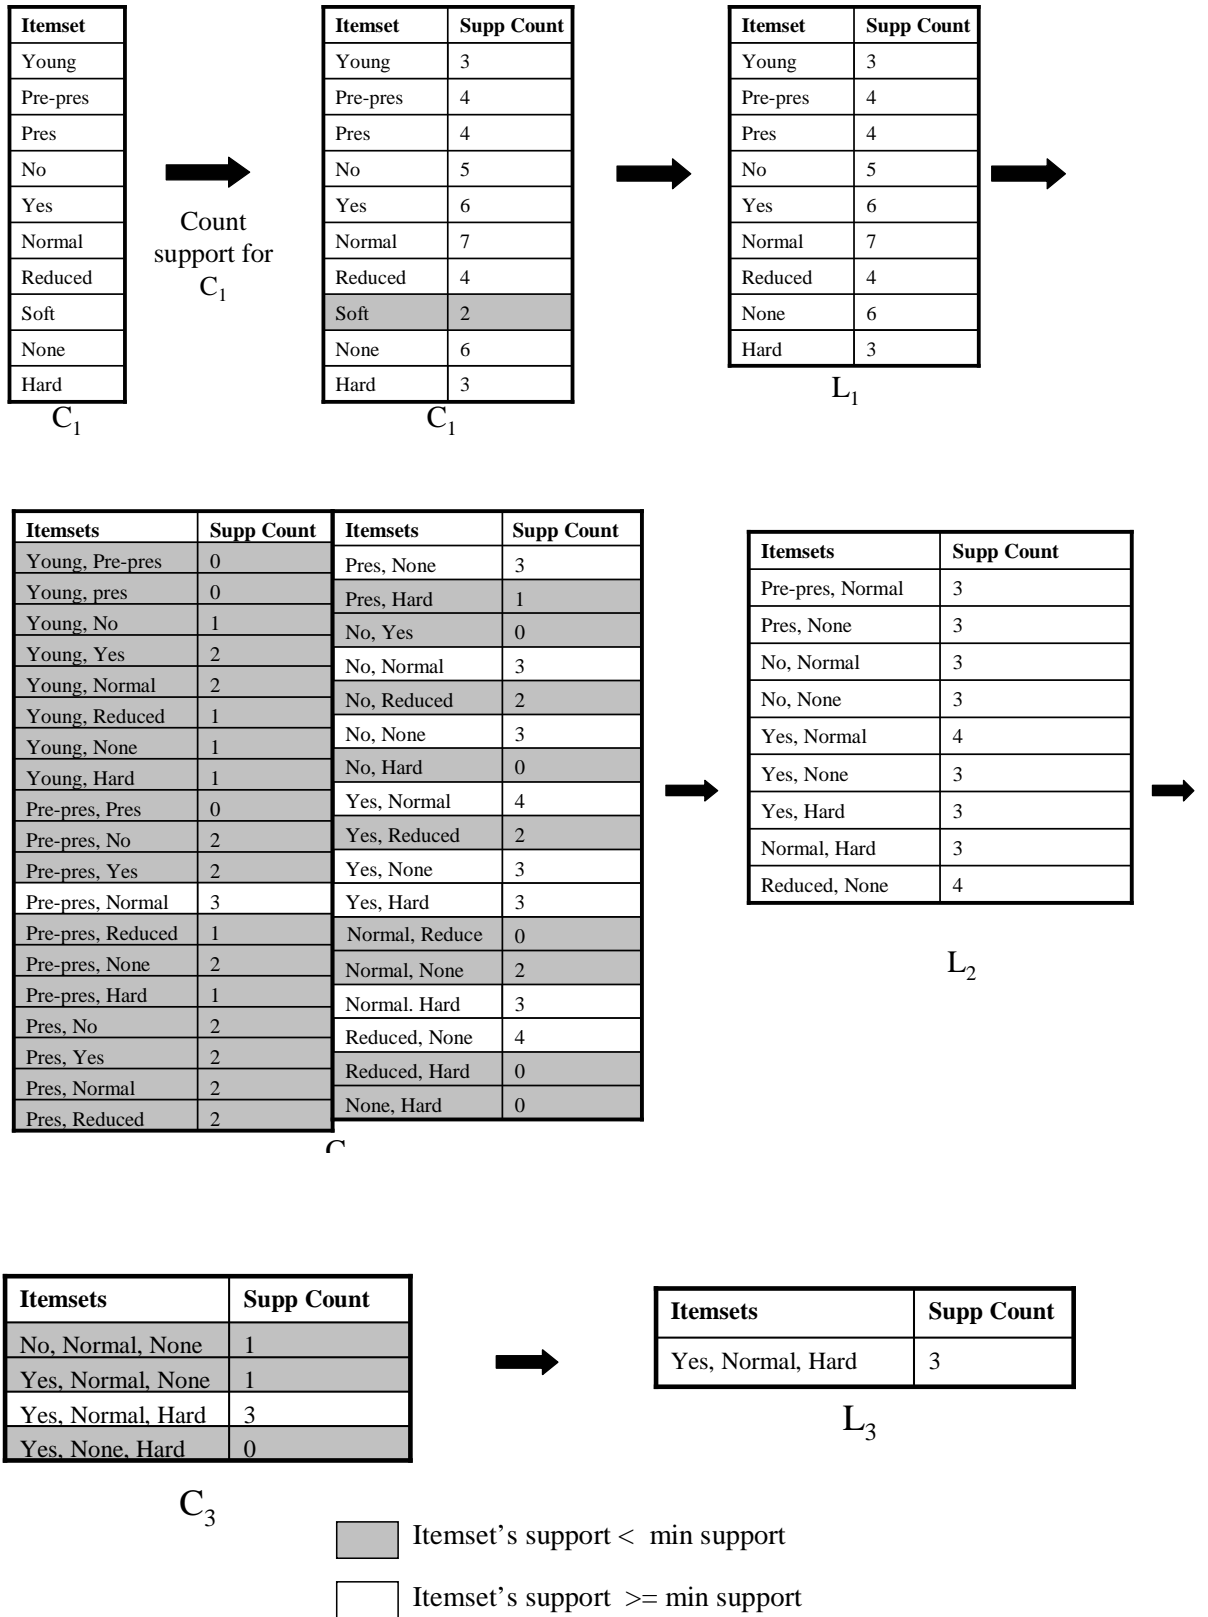 Itemset
Young
Pre-pres
Pres
No
Yes
Normal
Reduced
Soft
None
Hard
C1
Count
support for
C1
Itemset Supp Count
Young 3
Pre-pres 4
Pres 4
No 5
Yes 6
Normal 7
Reduced 4
Soft 2
None 6
Hard 3
C1
Itemset Supp Count
Young 3
Pre-pres 4
Pres 4
No 5
Yes 6
Normal 7
Reduced 4
None 6
Hard 3
L1
Itemsets Supp Count
Young, Pre-pres 0
Young, pres 0
Young, No 1
Young, Yes 2
Young, Normal 2
Young, Reduced 1
Young, None 1
Young, Hard 1
Pre-pres, Pres 0
Pre-pres, No 2
Pre-pres, Yes 2
Pre-pres, Normal 3
Pre-pres, Reduced 1
Pre-pres, None 2
Pre-pres, Hard 1
Pres, No 2
Pres, Yes 2
Pres, Normal 2
Pres, Reduced 2
Itemsets Supp Count
Pres, None 3
Pres, Hard 1
No, Yes 0
No, Normal 3
No, Reduced 2
No, None 3
No, Hard 0
Yes, Normal 4
Yes, Reduced 2
Yes, None 3
Yes, Hard 3
Normal, Reduce 0
Normal, None 2
Normal. Hard 3
Reduced, None 4
Reduced, Hard 0
None, Hard 0
C
Itemsets Supp Count
Pre-pres, Normal 3
Pres, None 3
No, Normal 3
No, None 3
Yes, Normal 4
Yes, None 3
Yes, Hard 3
Normal, Hard 3
Reduced, None 4
L2
Itemsets Supp Count
No, Normal, None 1
Yes, Normal, None 1
Yes, Normal, Hard 3
Yes, None, Hard 0
C3
Itemsets Supp Count
Yes, Normal, Hard 3
L3
Itemset's support < min support
Itemset's support >= min support